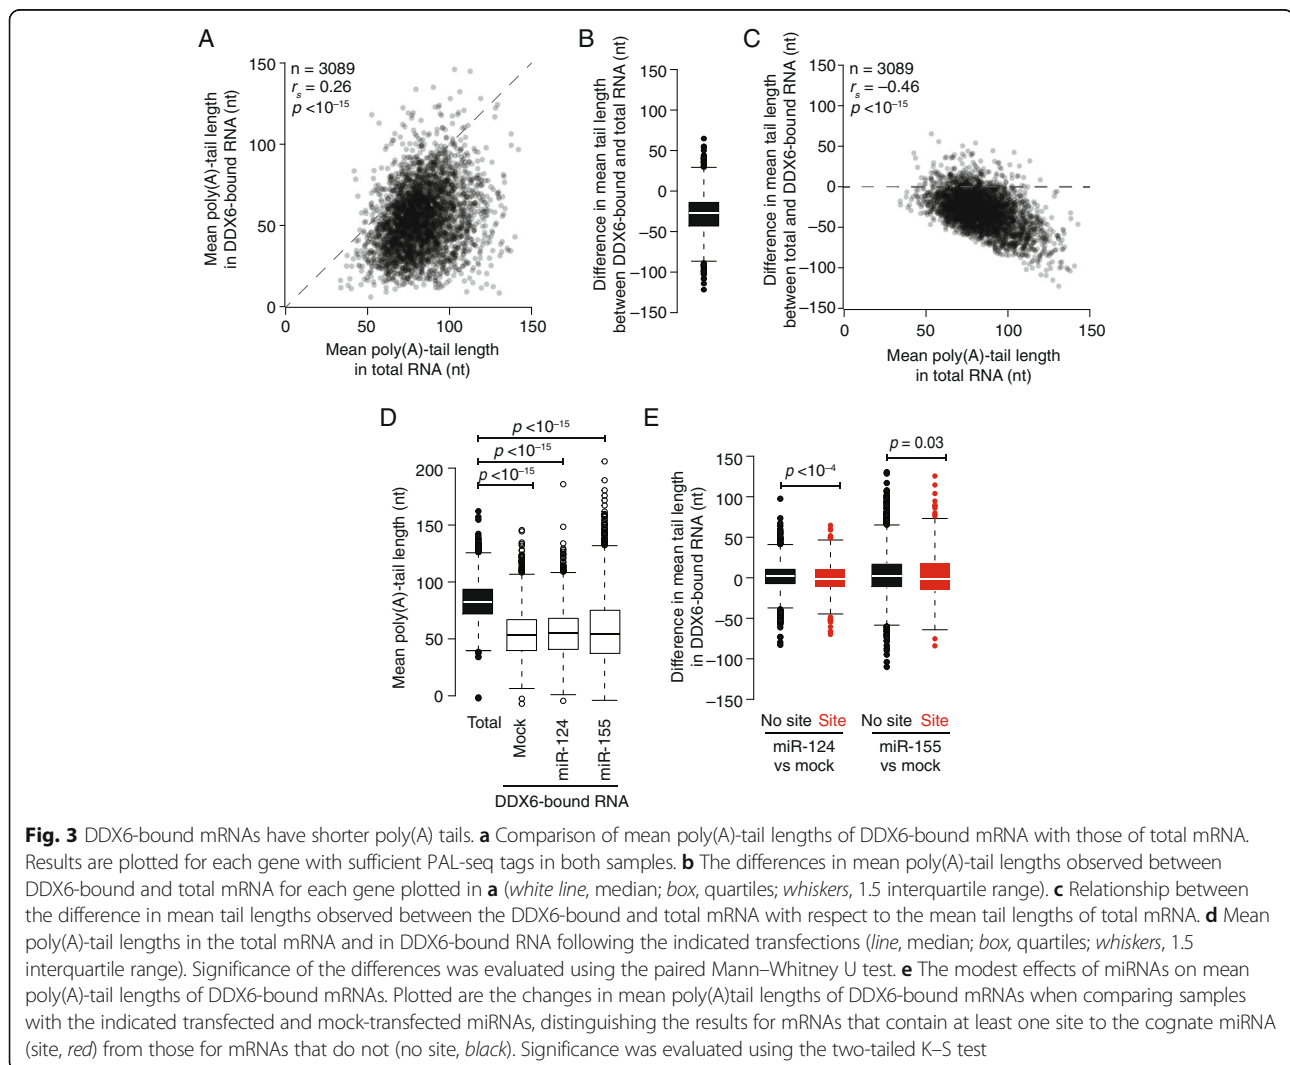 A
Mean poly(A)-tail length
in DDX6-bound RNA (nt)
150
100
50
0
n = 3089
rs = 0.26
p <10−15
0 50 100 150
Mean poly(A)-tail length
in total RNA (nt)
B
Difference in mean tail length
between DDX6-bound and total RNA (nt)
150
100
50
0
−50
−100
−150
C
Difference in mean tail length
between total and DDX6-bound RNA (nt)
150
100
50
0
−50
−100
−150
n = 3089
rs = −0.46
p <10−15
0 50 100 150
Mean poly(A)-tail length
in total RNA (nt)
D
Mean poly(A)-tail length (nt)
200
150
100
50
0
p <10−15
p <10−15
p <10−15
Total
Mock
miR-124
miR-155
DDX6-bound RNA
E
Difference in mean tail length
in DDX6-bound RNA (nt)
150
100
50
0
−50
−100
−150
p <10−4
p = 0.03
No site Site No site Site
miR-124
vs mock
miR-155
vs mock
Fig. 3 DDX6-bound mRNAs have shorter poly(A) tails. a Comparison of mean poly(A)-tail lengths of DDX6-bound mRNA with those of total mRNA.
Results are plotted for each gene with sufficient PAL-seq tags in both samples. b The differences in mean poly(A)-tail lengths observed between
DDX6-bound and total mRNA for each gene plotted in a (white line, median; box, quartiles; whiskers, 1.5 interquartile range). c Relationship between
the difference in mean tail lengths observed between the DDX6-bound and total mRNA with respect to the mean tail lengths of total mRNA. d Mean
poly(A)-tail lengths in the total mRNA and in DDX6-bound RNA following the indicated transfections (line, median; box, quartiles; whiskers, 1.5
interquartile range). Significance of the differences was evaluated using the paired Mann–Whitney U test. e The modest effects of miRNAs on mean
poly(A)-tail lengths of DDX6-bound mRNAs. Plotted are the changes in mean poly(A)tail lengths of DDX6-bound mRNAs when comparing samples
with the indicated transfected and mock-transfected miRNAs, distinguishing the results for mRNAs that contain at least one site to the cognate miRNA
(site, red) from those for mRNAs that do not (no site, black). Significance was evaluated using the two-tailed K–S test